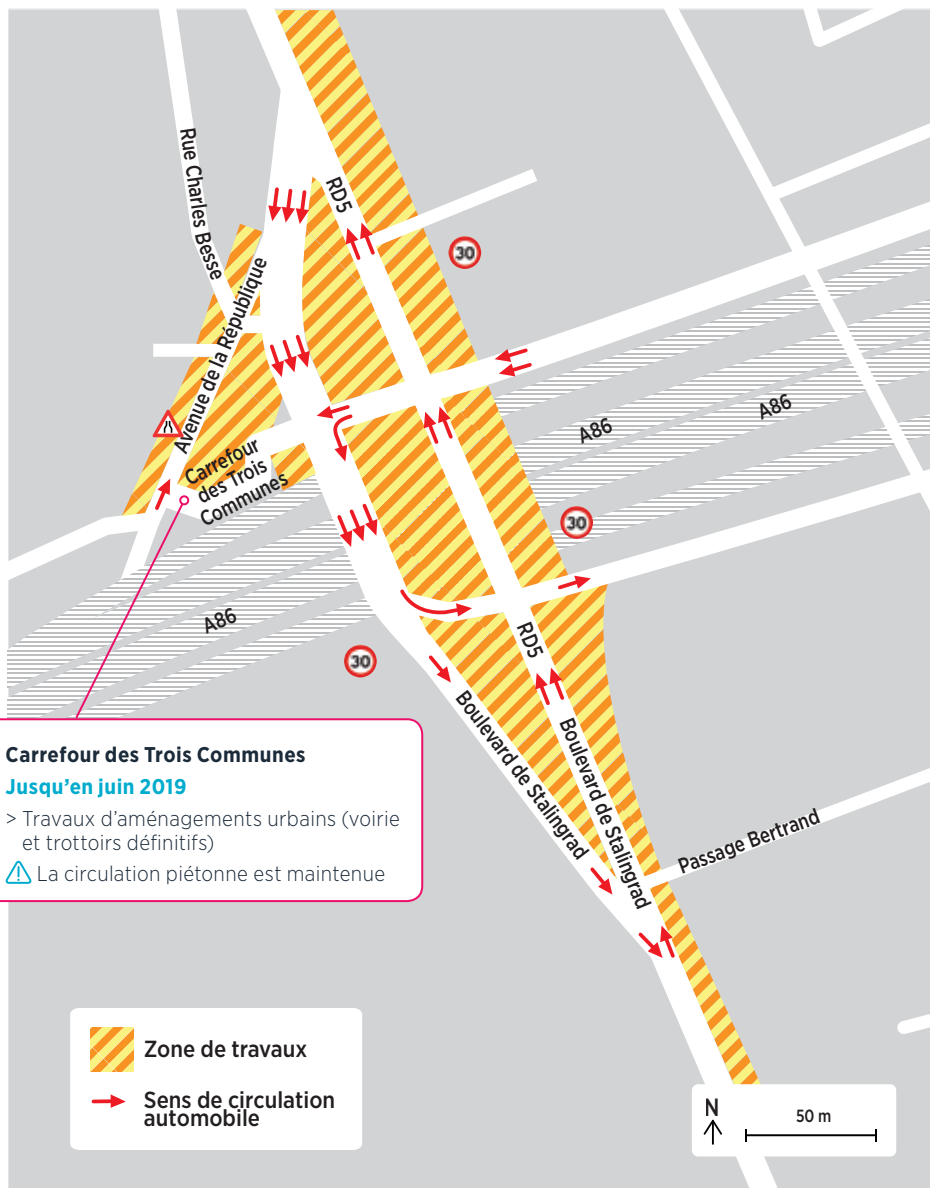 Rue Charles Besse
RD5
30
Avenue de la République
A86
A86
Carrefour
des Trois
Communes
30
A86
RD5
30
Boulevard de Stalingrad
Boulevard de Stalingrad
Passage Bertrand
Carrefour des Trois Communes
Jusqu'en juin 2019
> Travaux d'aménagements urbains (voirie
et trottoirs définitifs)
La circulation piétonne est maintenue
Zone de travaux
Sens de circulation
automobile
N
50 m